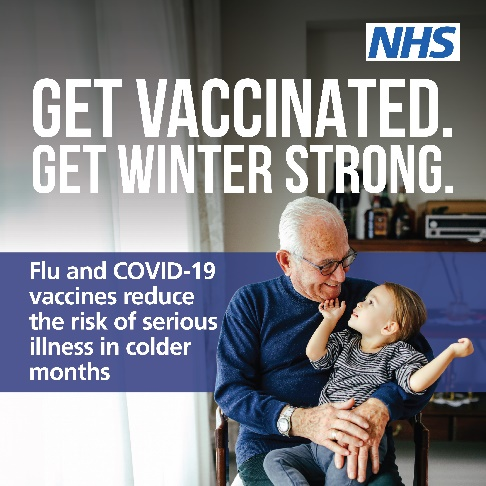 NHS
GET VACCINATED.
GET WINTER STRONG.
Flu and COVID-19
vaccines reduce
the risk of serious
illness in colder
months